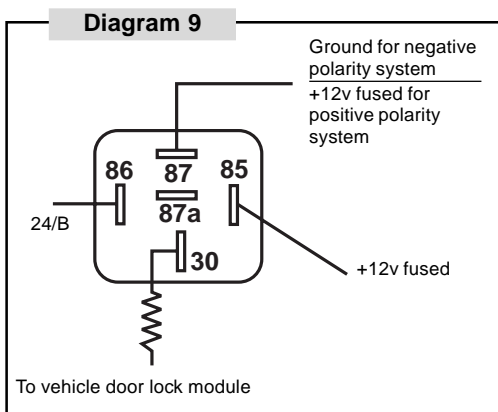 Diagram 9
Ground for negative
polarity system
+12v fused for
positive polarity
system
86
87
85
87a
24/B
30
+12v fused
To vehicle door lock module